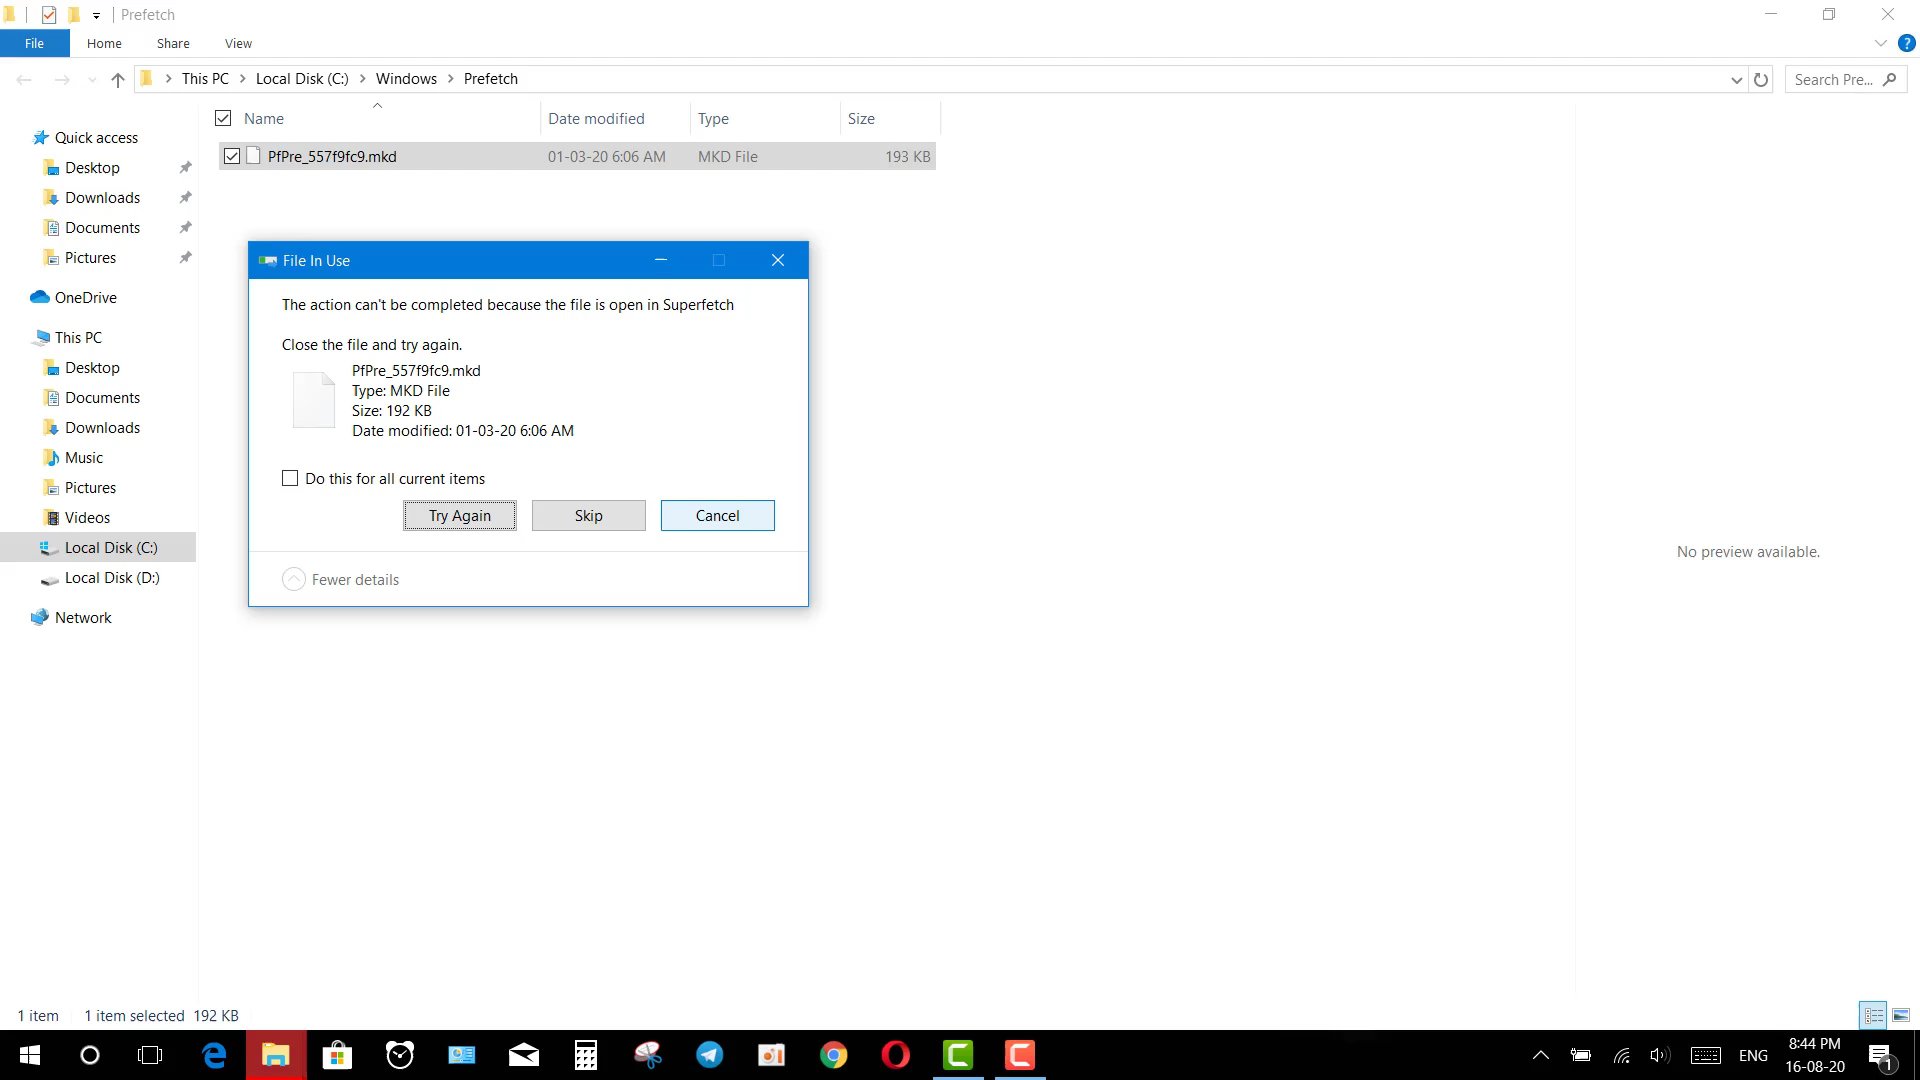 Prefetch
File
Home
Share
View
This PC
Local Disk (C:)
Windows
Prefetch
Search Pre...
Name
Date modified
Type
Size
PfPre_557f9fc9.mkd
01-03-20 6:06 AM
MKD File
193 KB
Quick access
Desktop
Downloads
Documents
Pictures
OneDrive
This PC
Desktop
Documents
Downloads
Music
Pictures
Videos
Local Disk (C:)
Local Disk (D:)
Network
File In Use
The action can't be completed because the file is open in Superfetch
Close the file and try again.
PfPre_557f9fc9.mkd
Type: MKD File
Size: 192 KB
Date modified: 01-03-20 6:06 AM
Do this for all current items
Try Again
Skip
Cancel
Fewer details
No preview available.
1 item
1 item selected 192 KB
ENG
8:44 PM
16-08-20
1